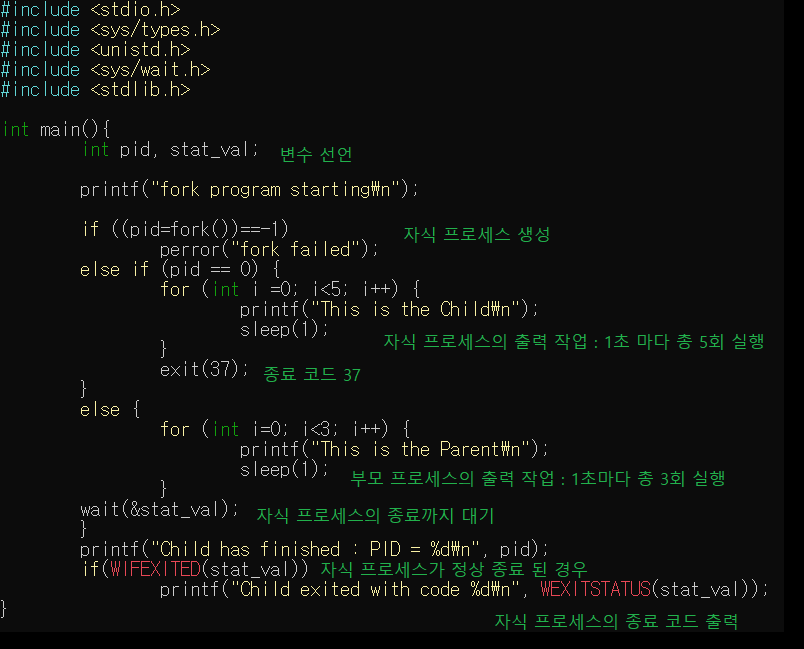 #include <stdio.h>
#include <sys/types.h>
#include <unistd.h>
#include <sys/wait.h>
#include <stdlib.h>
int main(){
int pid, stat_val; 변수 선언
printf("fork program starting₩n");
if ((pid=fork())==-1) 자식 프로세스 생성
perror("fork failed");
else if (pid == 0) {
for (int i =0; i<5; i++) {
printf("This is the Child₩n");
sleep(1);
자식 프로세스의 출력 작업 : 1초 마다 총 5회 실행
}
exit(37); 종료 코드 37
}
else {
for (int i=0; i<3; i++) {
printf("This is the Parent₩n");
sleep(1); 부모 프로세스의 출력 작업 : 1초마다 총 3회 실행
}
wait(&stat_val); 자식 프로세스의 종료까지 대기
}
printf("Child has finished : PID = %d₩n", pid);
if(WIFEXITED(stat_val)) 자식 프로세스가 정상 종료 된 경우
printf("Child exited with code %d₩n", WEXITSTATUS(stat_val));
}
자식 프로세스의 종료 코드 출력